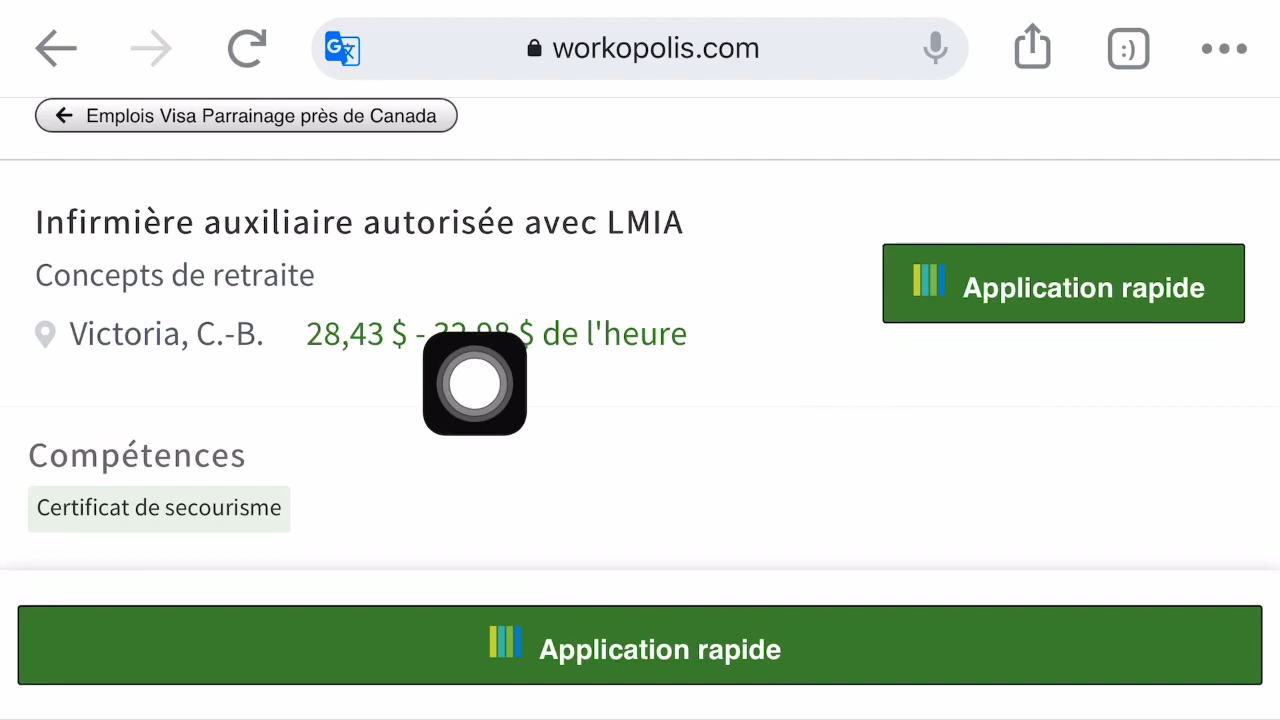 workopolis.com
:)
Emplois Visa Parrainage près de Canada
Infirmière auxiliaire autorisée avec LMIA
Concepts de retraite
Application rapide
Victoria, C.-B. 28,43 $ - $ de l'heure
Compétences
Certificat de secourisme
Application rapide